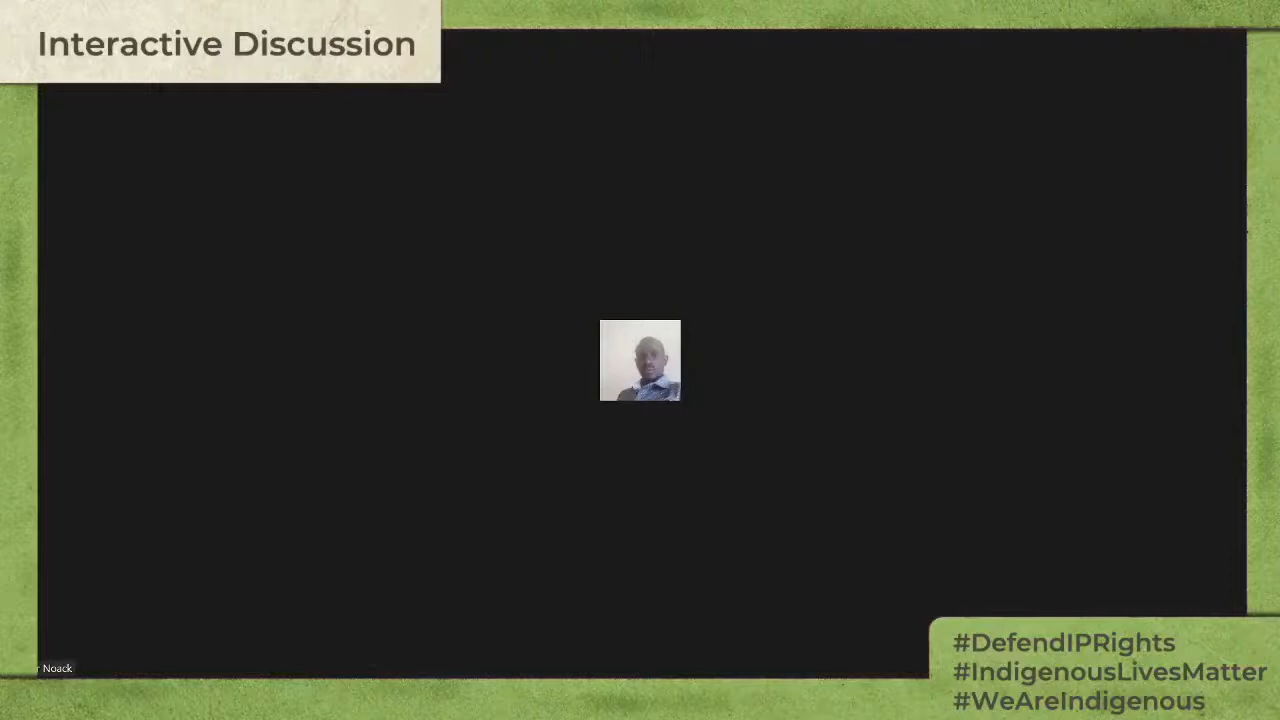 Interactive Discussion
r Noack
#DefendIPRights
#IndigenousLivesMatter
#WeAreIndigenous